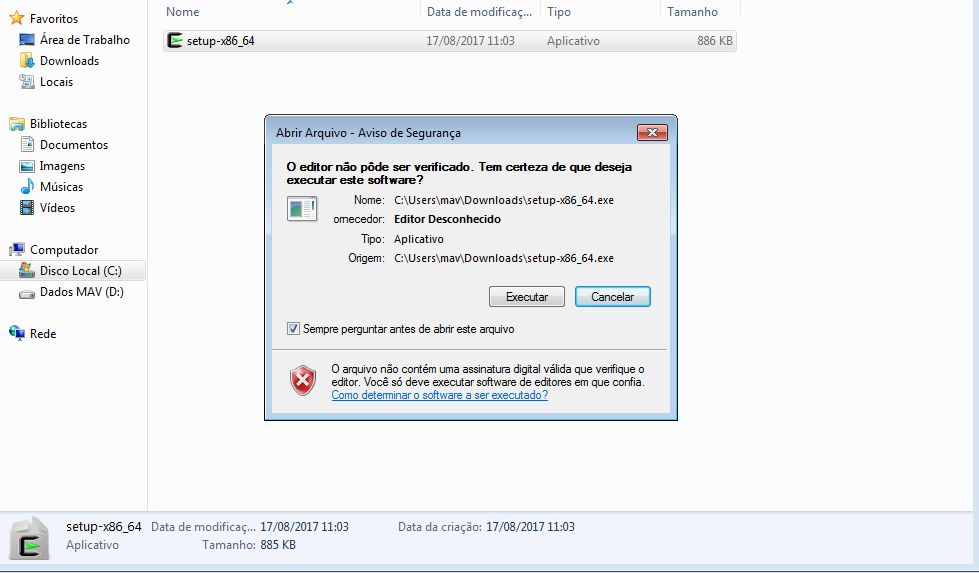 Favoritos
Área de Trabalho
Downloads
Locais
Bibliotecas
Documentos
Imagens
Músicas
Vídeos
Computador
Disco Local (C:)
Dados MAV (D:)
Rede
Nome Data de modificaç... Tipo Tamanho
setup-x86_64 17/08/2017 11:03 Aplicativo 886 KB
Abrir Arquivo - Aviso de Segurança
O editor não pôde ser verificado. Tem certeza de que deseja
executar este software?
Nome: C:\Users\mav\Downloads\setup-x86_64.exe
ornecedor: Editor Desconhecido
Tipo: Aplicativo
Origem: C:\Users\mav\Downloads\setup-x86_64.exe
Executar Cancelar
Sempre perguntar antes de abrir este arquivo
O arquivo não contém uma assinatura digital válida que verifique o
editor. Você só deve executar software de editores em que confia.
Como determinar o software a ser executado?
setup-x86_64 Data de modificaç... 17/08/2017 11:03 Data da criação: 17/08/2017 11:03
Aplicativo Tamanho: 885 KB